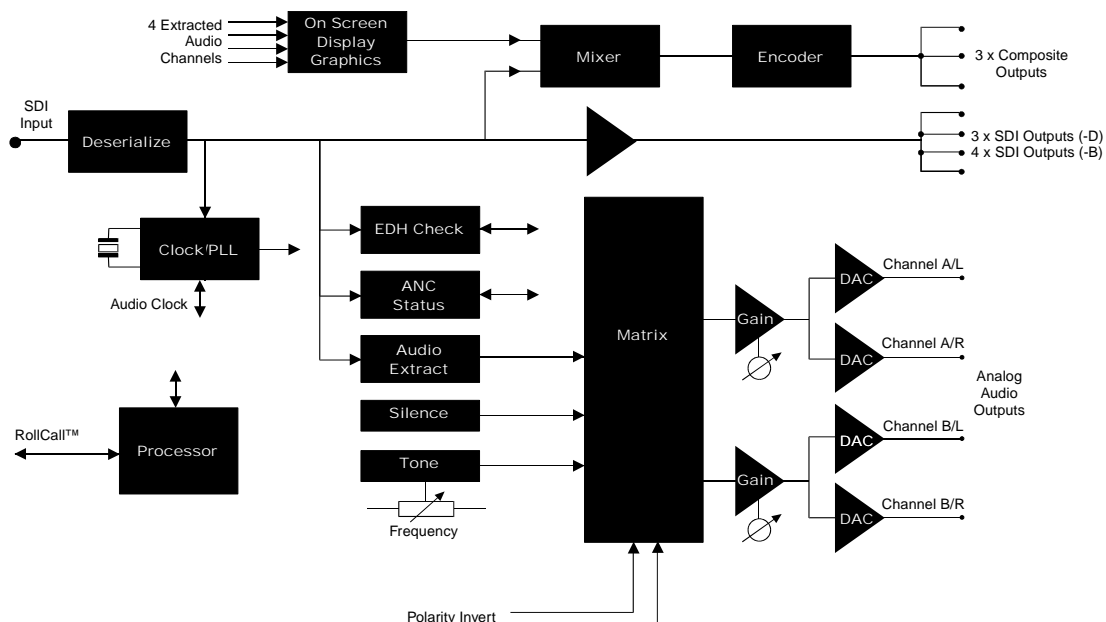 4 Extracted
Audio
Channels
On Screen
Display
Graphics
Mixer
Encoder
3 x Composite
Outputs
SDI
Input
Deserialize
3 x SDI Outputs (-D)
4 x SDI Outputs (-B)
Clock/PLL
Audio Clock
EDH Check
ANC
Status
Audio
Extract
Silence
Tone
Frequency
Matrix
Gain
DAC
Channel A/L
DAC
Channel A/R
Analog
Audio
Outputs
Gain
DAC
Channel B/L
DAC
Channel B/R
RollCall™
Processor
Polarity Invert